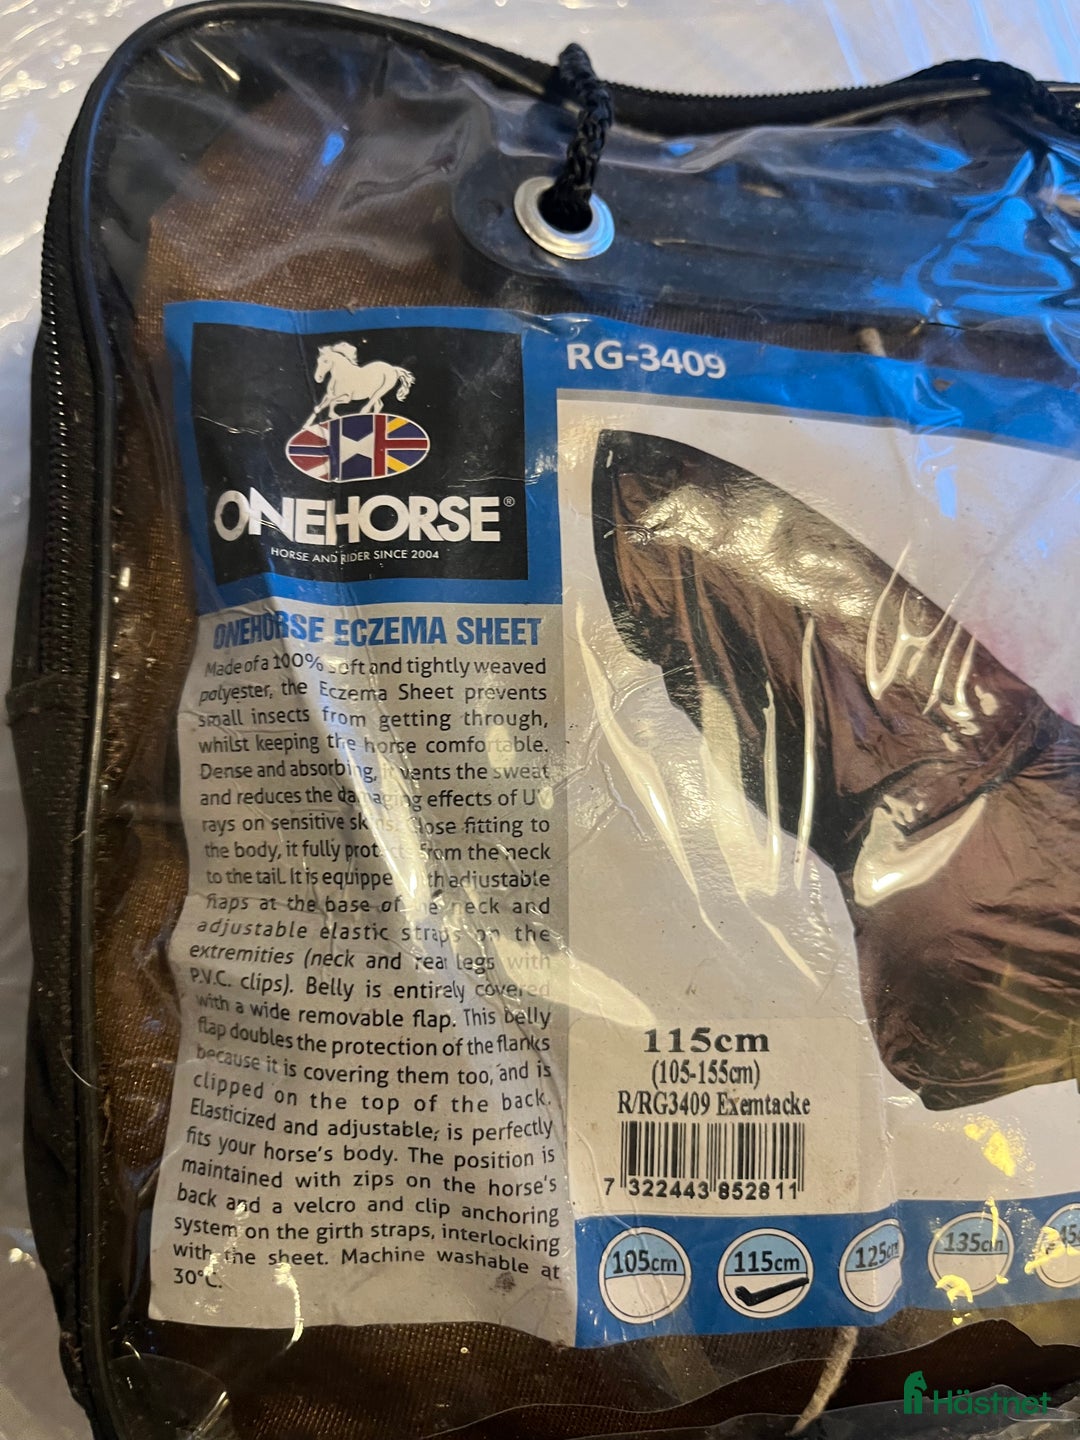 RG-3409
ONEHORSE®
HORSE AND RIDER SINCE 2004
ONEHORSE ECZEMA SHEET
Made of a 100% soft and tightly weaved
polyester, the Eczema Sheet prevents
small insects from getting through,
whilst keeping the horse comfortable.
Dense and absorbing, it vents the sweat
and reduces the damaging effects of UV
rays on sensitive skins. Close fitting to
the body, it fully protects from the neck
to the tail. It is equipped with adjustable
flaps at the base of the neck and
adjustable elastic straps on the
extremities (neck and rear legs with
P.V.C. clips). Belly is entirely covered
with a wide removable flap. This belly
flap doubles the protection of the flanks
because it is covering them too, and is
clipped on the top of the back.
Elasticized and adjustable, is perfectly
fits your horse's body. The position is
maintained with zips on the horse's
back and a velcro and clip anchoring
system on the girth straps, interlocking
with the sheet. Machine washable at
30°C.
115cm
(105-155cm)
R/RG3409 Exemtacke
7 322443 852811
105cm 115cm 125cm 135cm
Hästnet